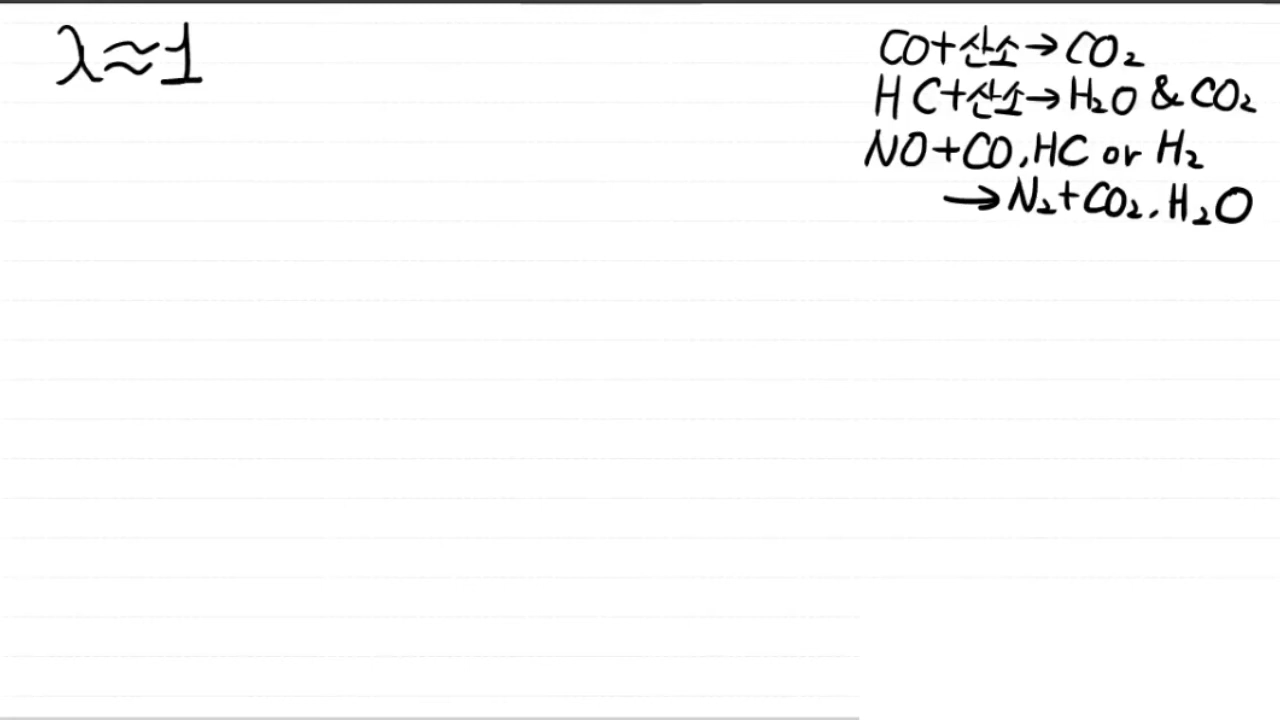 λ≈1
CO+산소→CO₂
HC+산소→H₂O & CO₂
NO+CO,HC or H₂
→N₂+CO₂.H₂O